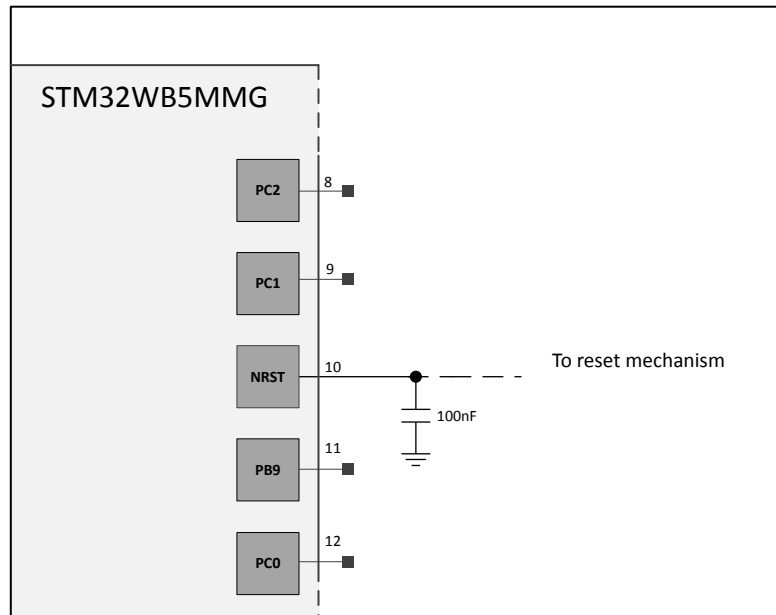 STM32WB5MMG
PC2
8
PC1
9
NRST
10
To reset mechanism
100nF
PB9
11
PC0
12